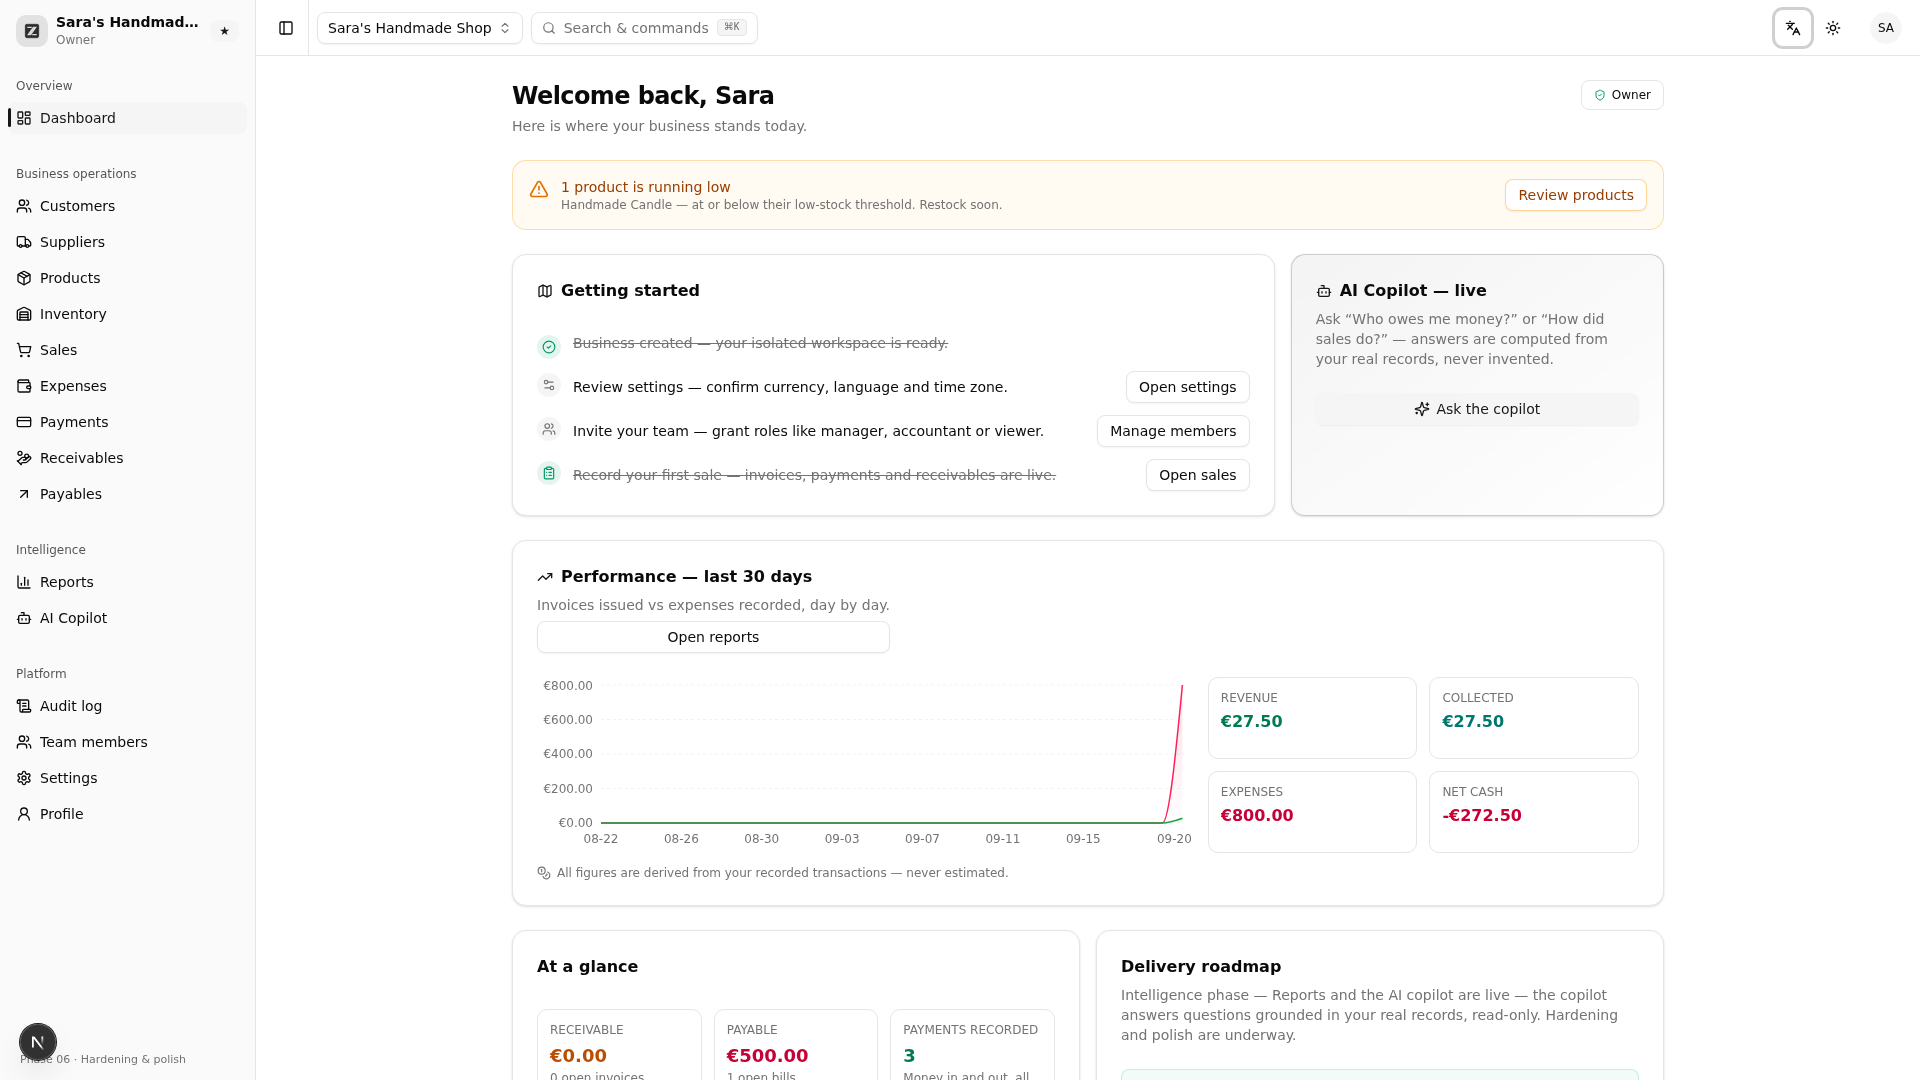 Sara's Handmad...
Owner
★
Sara's Handmade Shop
Search & commands
⌘K
SA
Overview
Dashboard
Business operations
Customers
Suppliers
Products
Inventory
Sales
Expenses
Payments
Receivables
Payables
Intelligence
Reports
AI Copilot
Platform
Audit log
Team members
Settings
Profile
N
Phase 06 · Hardening & polish
Welcome back, Sara
Here is where your business stands today.
Owner
1 product is running low
Handmade Candle — at or below their low-stock threshold. Restock soon.
Review products
Getting started
Business created — your isolated workspace is ready.
Review settings — confirm currency, language and time zone.
Open settings
Invite your team — grant roles like manager, accountant or viewer.
Manage members
Record your first sale — invoices, payments and receivables are live.
Open sales
AI Copilot — live
Ask “Who owes me money?” or “How did
sales do?” — answers are computed from
your real records, never invented.
Ask the copilot
Performance — last 30 days
Invoices issued vs expenses recorded, day by day.
Open reports
€800.00
€600.00
€400.00
€200.00
€0.00
08-22
08-26
08-30
09-03
09-07
09-11
09-15
09-20
REVENUE
€27.50
COLLECTED
€27.50
EXPENSES
€800.00
NET CASH
-€272.50
All figures are derived from your recorded transactions — never estimated.
At a glance
RECEIVABLE
€0.00
0 open invoices
PAYABLE
€500.00
1 open bills
PAYMENTS RECORDED
3
Money in and out, all
Delivery roadmap
Intelligence phase — Reports and the AI copilot are live — the copilot
answers questions grounded in your real records, read-only. Hardening
and polish are underway.